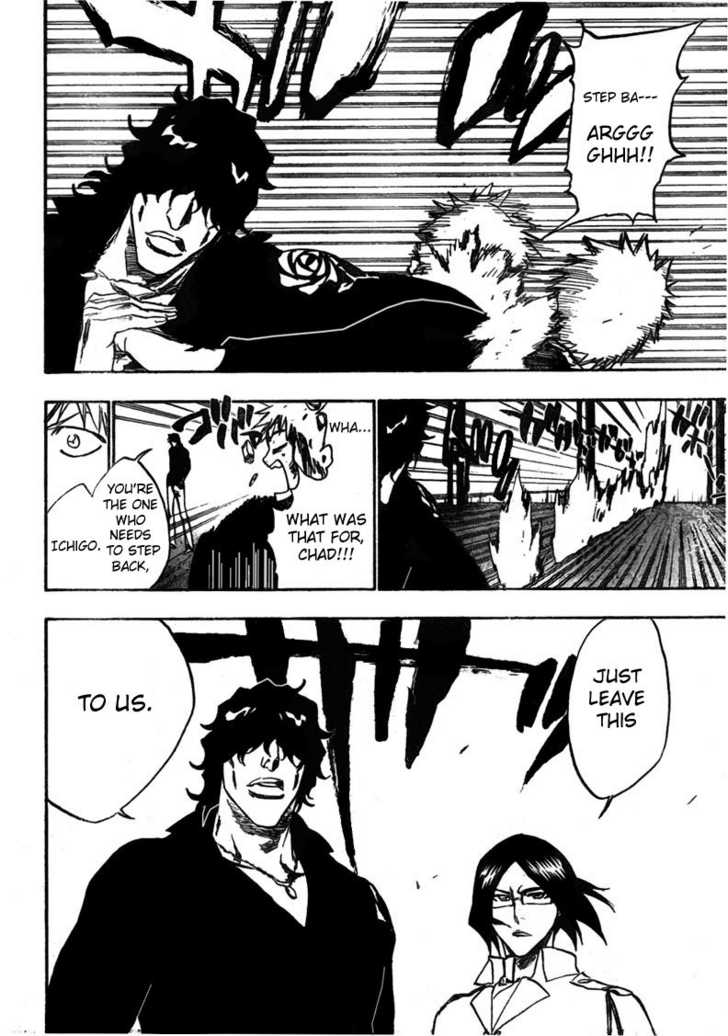 STEP BA---
ARGGG
GHHH!!
WHA...
WHAT WAS
THAT FOR,
CHAD!!!
YOU'RE
THE ONE
WHO
NEEDS
TO STEP
BACK,
ICHIGO.
JUST
LEAVE
THIS
TO US.